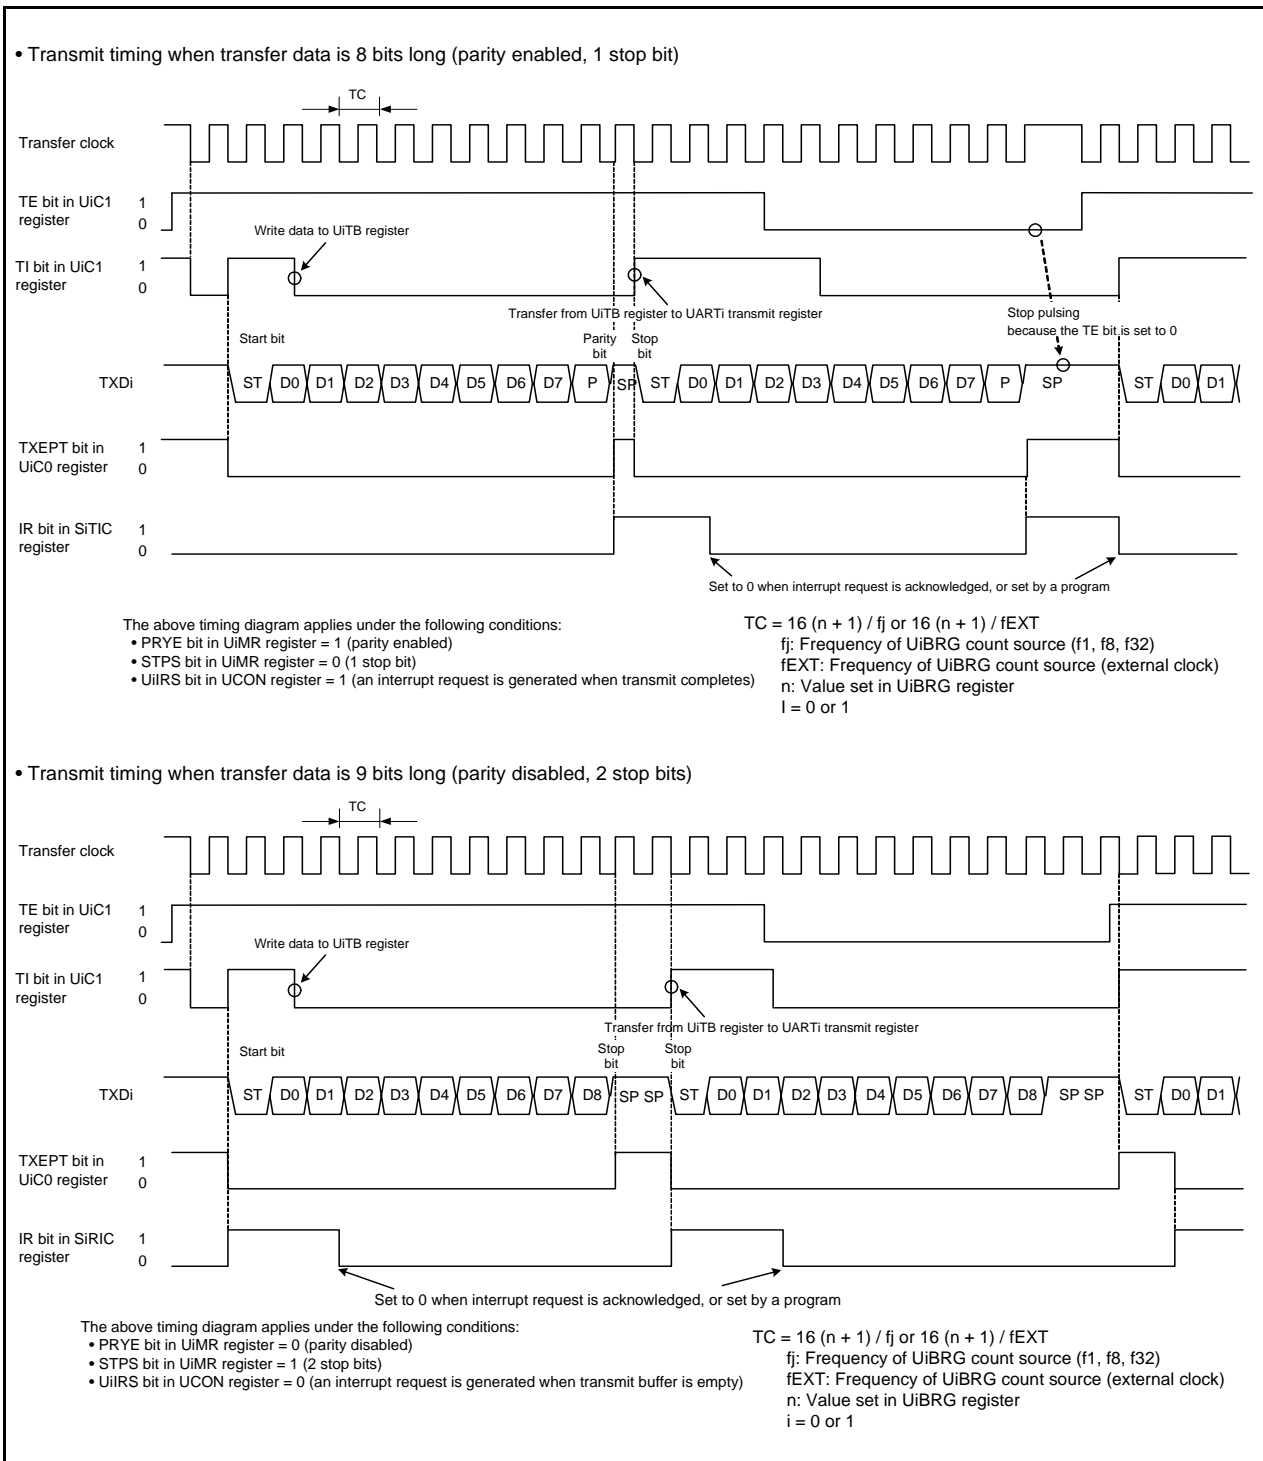 • Transmit timing when transfer data is 8 bits long (parity enabled, 1 stop bit)
TC
Transfer clock
TE bit in UiC1
register
1
0
Write data to UiTB register
TI bit in UiC1
register
1
0
Transfer from UiTB register to UARTi transmit register
Stop pulsing
because the TE bit is set to 0
Start bit
Parity
bit
Stop
bit
TXDi
ST D0 D1 D2 D3 D4 D5 D6 D7 P SP ST D0 D1 D2 D3 D4 D5 D6 D7 P SP ST D0 D1
TXEPT bit in
UiC0 register
1
0
IR bit in SiTIC
register
1
0
Set to 0 when interrupt request is acknowledged, or set by a program
The above timing diagram applies under the following conditions:
• PRYE bit in UiMR register = 1 (parity enabled)
• STPS bit in UiMR register = 0 (1 stop bit)
• UiIRS bit in UCON register = 1 (an interrupt request is generated when transmit completes)
TC = 16 (n + 1) / fj or 16 (n + 1) / fEXT
fj: Frequency of UiBRG count source (f1, f8, f32)
fEXT: Frequency of UiBRG count source (external clock)
n: Value set in UiBRG register
I = 0 or 1
• Transmit timing when transfer data is 9 bits long (parity disabled, 2 stop bits)
TC
Transfer clock
TE bit in UiC1
register
1
0
Write data to UiTB register
TI bit in UiC1
register
1
0
Transfer from UiTB register to UARTi transmit register
Start bit
Stop
bit
Stop
bit
TXDi
ST D0 D1 D2 D3 D4 D5 D6 D7 D8 SP SP ST D0 D1 D2 D3 D4 D5 D6 D7 D8 SP SP ST D0 D1
TXEPT bit in
UiC0 register
1
0
IR bit in SiRIC
register
1
0
Set to 0 when interrupt request is acknowledged, or set by a program
The above timing diagram applies under the following conditions:
• PRYE bit in UiMR register = 0 (parity disabled)
• STPS bit in UiMR register = 1 (2 stop bits)
• UiIRS bit in UCON register = 0 (an interrupt request is generated when transmit buffer is empty)
TC = 16 (n + 1) / fj or 16 (n + 1) / fEXT
fj: Frequency of UiBRG count source (f1, f8, f32)
fEXT: Frequency of UiBRG count source (external clock)
n: Value set in UiBRG register
i = 0 or 1